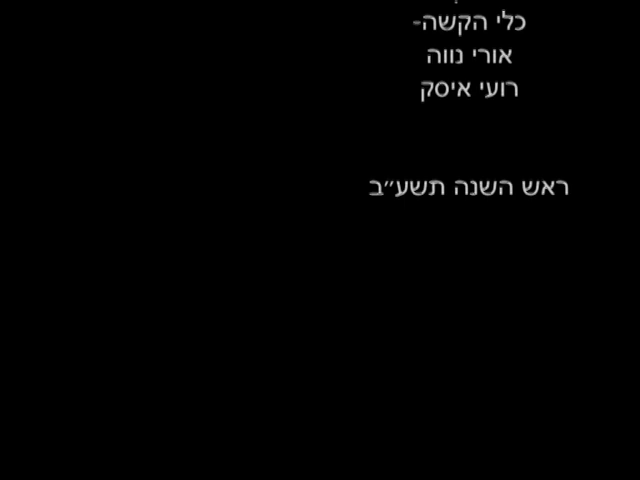 כלי הקשה-
אורי נווה
רועי איסק
ראש השנה תשע״ב